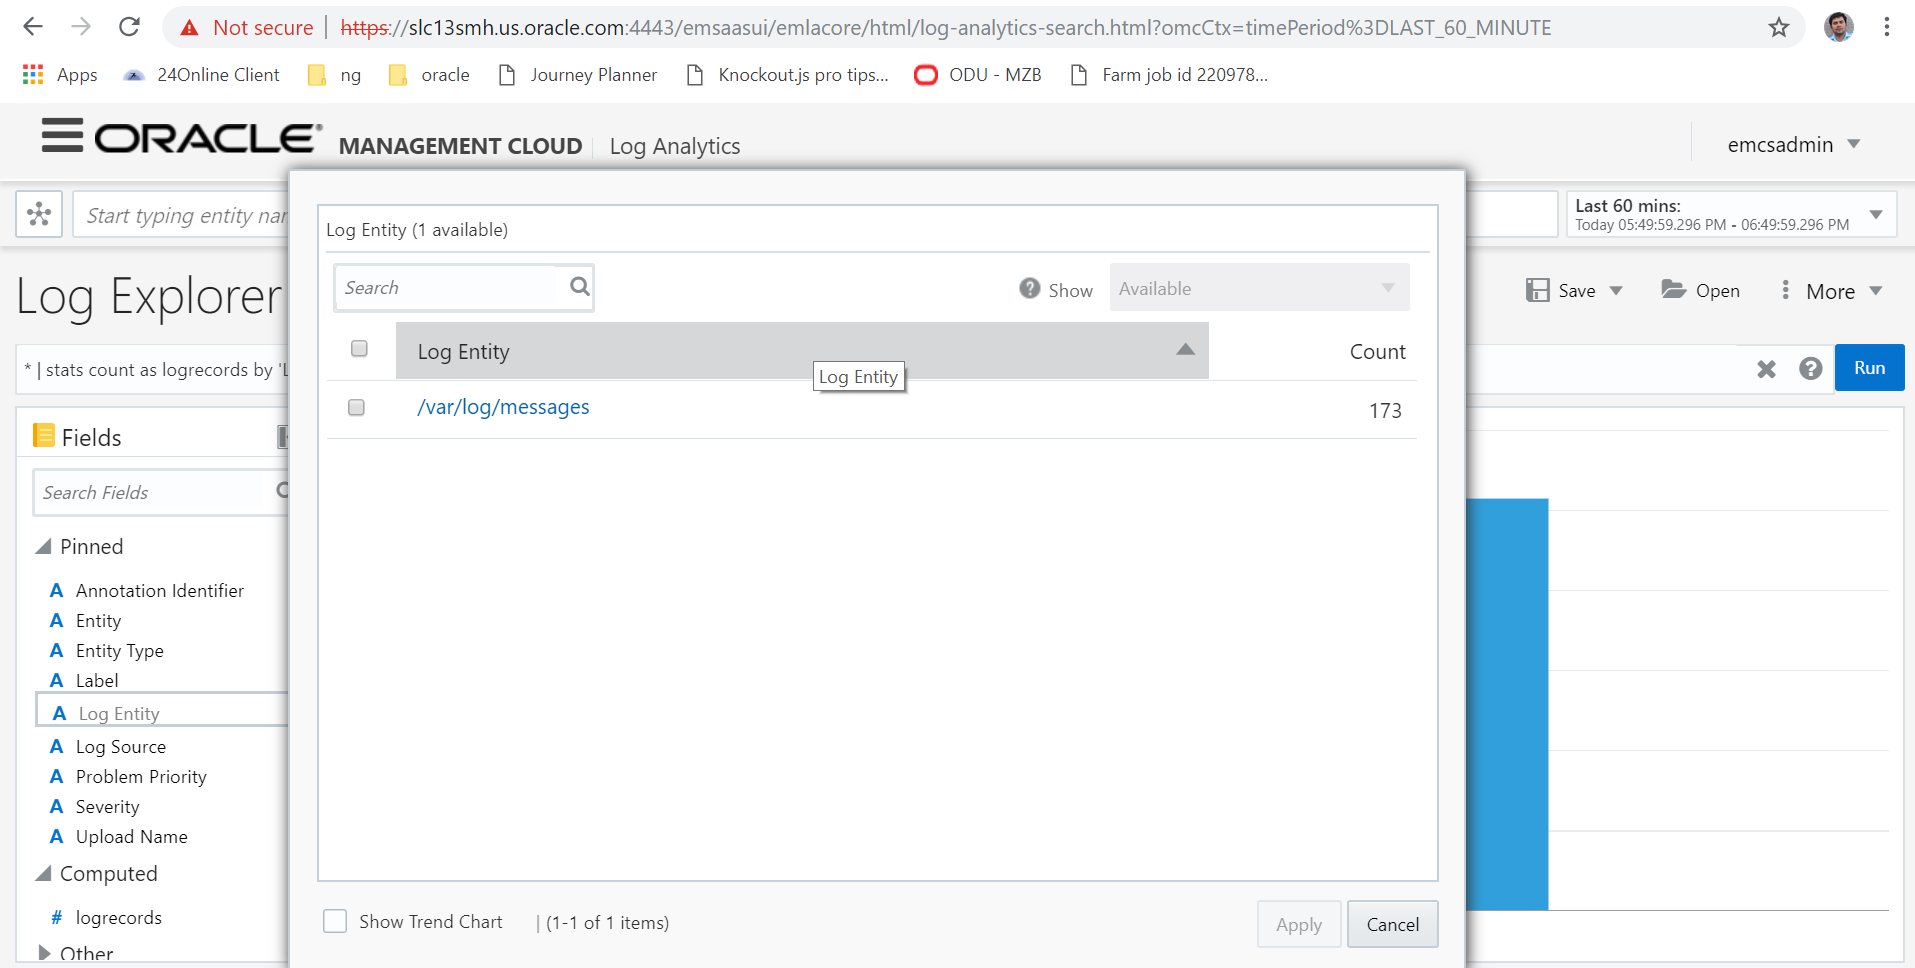 Not secure | https://slc13smh.us.oracle.com:4443/emsaasui/emlacore/html/log-analytics-search.html?omcCtx=timePeriod%3DLAST_60_MINUTE
Apps 24Online Client ng oracle Journey Planner Knockout.js pro tips... ODU - MZB Farm job id 220978...
ORACLE® MANAGEMENT CLOUD Log Analytics emcsadmin
Start typing entity nar
Last 60 mins:
Today 05:49:59.296 PM - 06:49:59.296 PM
Log Explorer
Save Open More
* | stats count as logrecords by 'L
Run
Fields
Search Fields
Pinned
A Annotation Identifier
A Entity
A Entity Type
A Label
A Log Entity
A Log Source
A Problem Priority
A Severity
A Upload Name
Computed
# logrecords
Other
Log Entity (1 available)
Search
? Show Available
Log Entity Count
Log Entity
/var/log/messages 173
Show Trend Chart | (1-1 of 1 items)
Apply Cancel